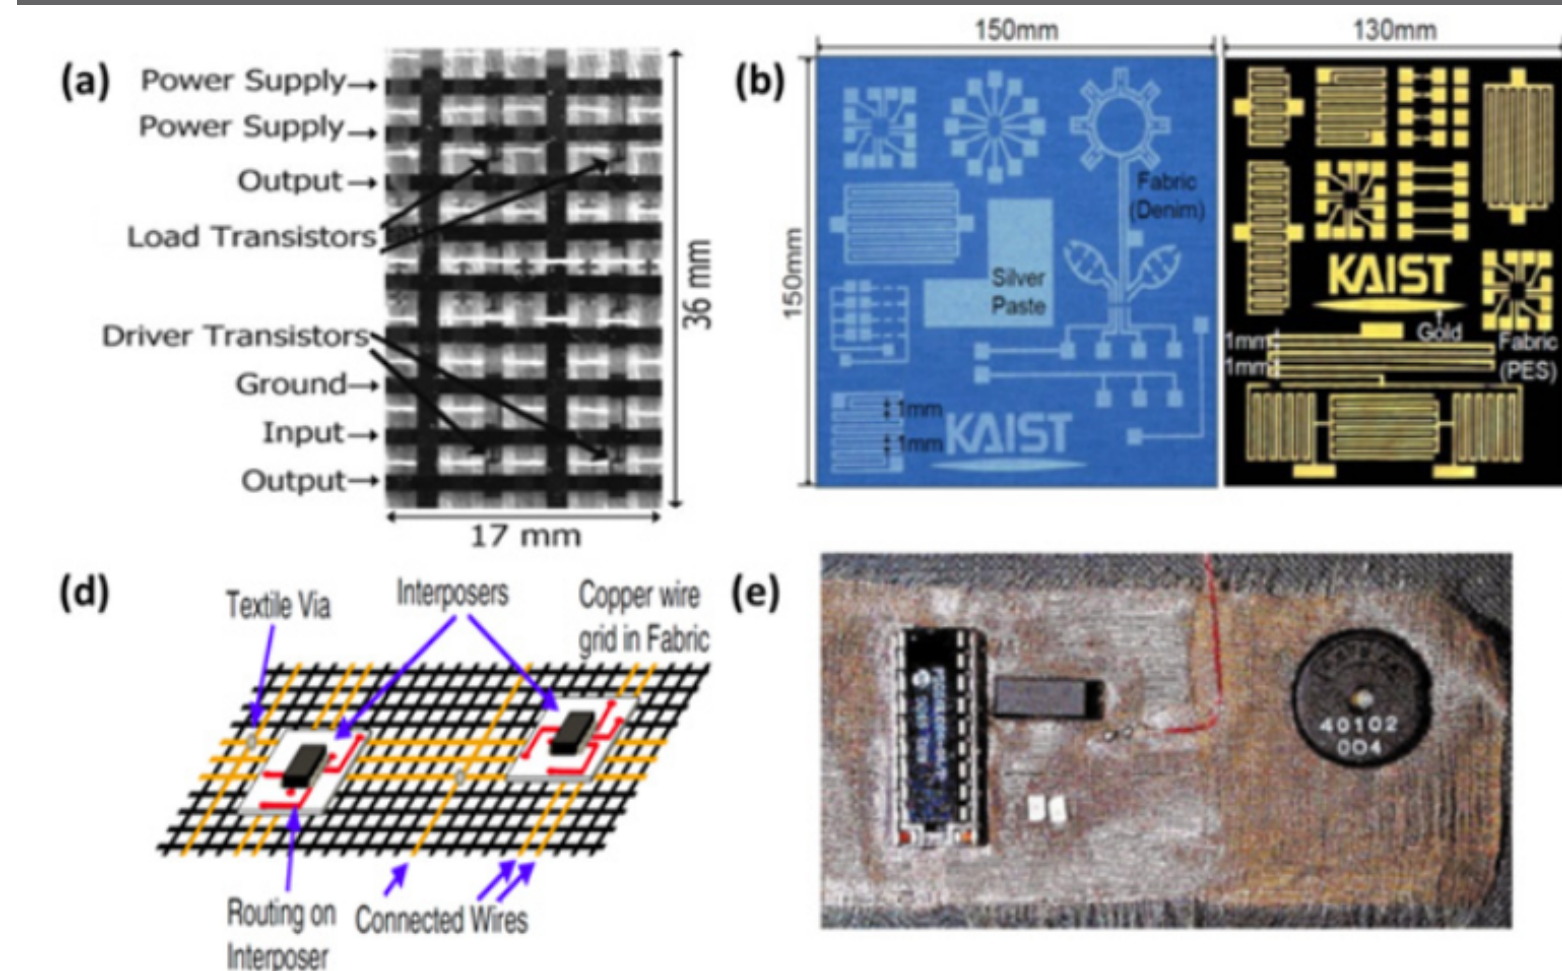 (a)
Power Supply
Power Supply
Output
Load Transistors
Driver Transistors
Ground
Input
Output
36 mm
17 mm
(b)
150mm
130mm
150mm
Fabric
(Denim)
Silver
Paste
1mm
1mm
KAIST
KAIST
Gold
1mm
1mm
Fabric
(PES)
(d)
Textile Via
Interposers
Copper wire
grid in Fabric
Routing on
Interposer
Connected Wires
(e)
40102
004